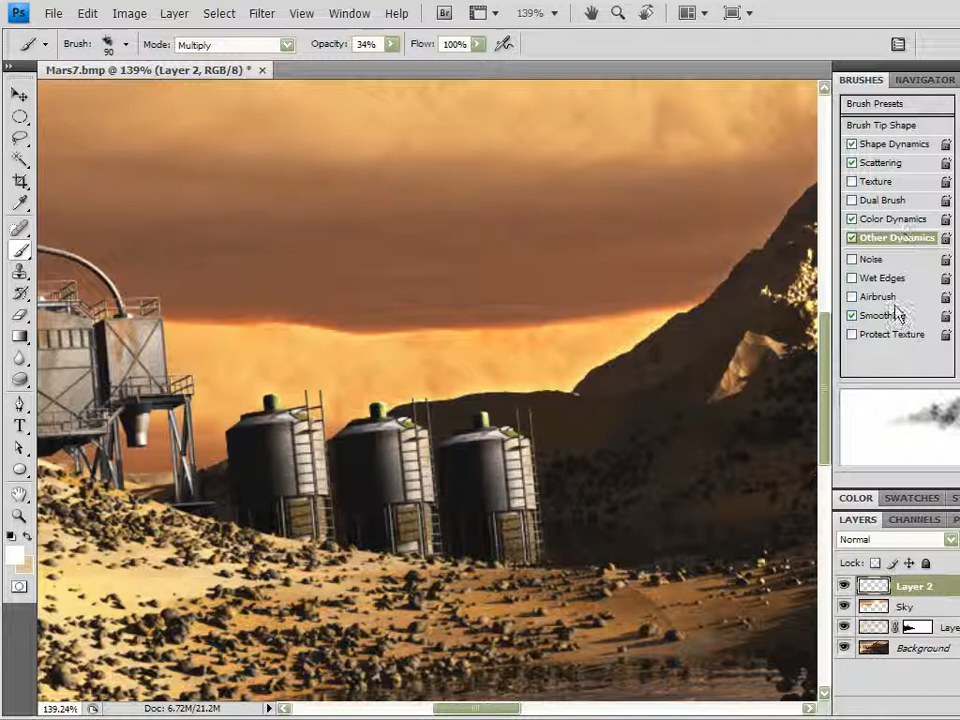 Ps File Edit Image Layer Select Filter View Window Help Br 139%
Brush: 90 Mode: Multiply Opacity: 34% Flow: 100%
Mars7.bmp @ 139% (Layer 2, RGB/8) *
BRUSHES NAVIGATOR
Brush Presets
Brush Tip Shape
Shape Dynamics
Scattering
Texture
Dual Brush
Color Dynamics
Other Dynamics
Noise
Wet Edges
Airbrush
Smoothing
Protect Texture
COLOR SWATCHES ST
LAYERS CHANNELS
Normal
Lock:
Layer 2
Sky
Laye
Background
139.24% Doc: 6.72M/21.2M